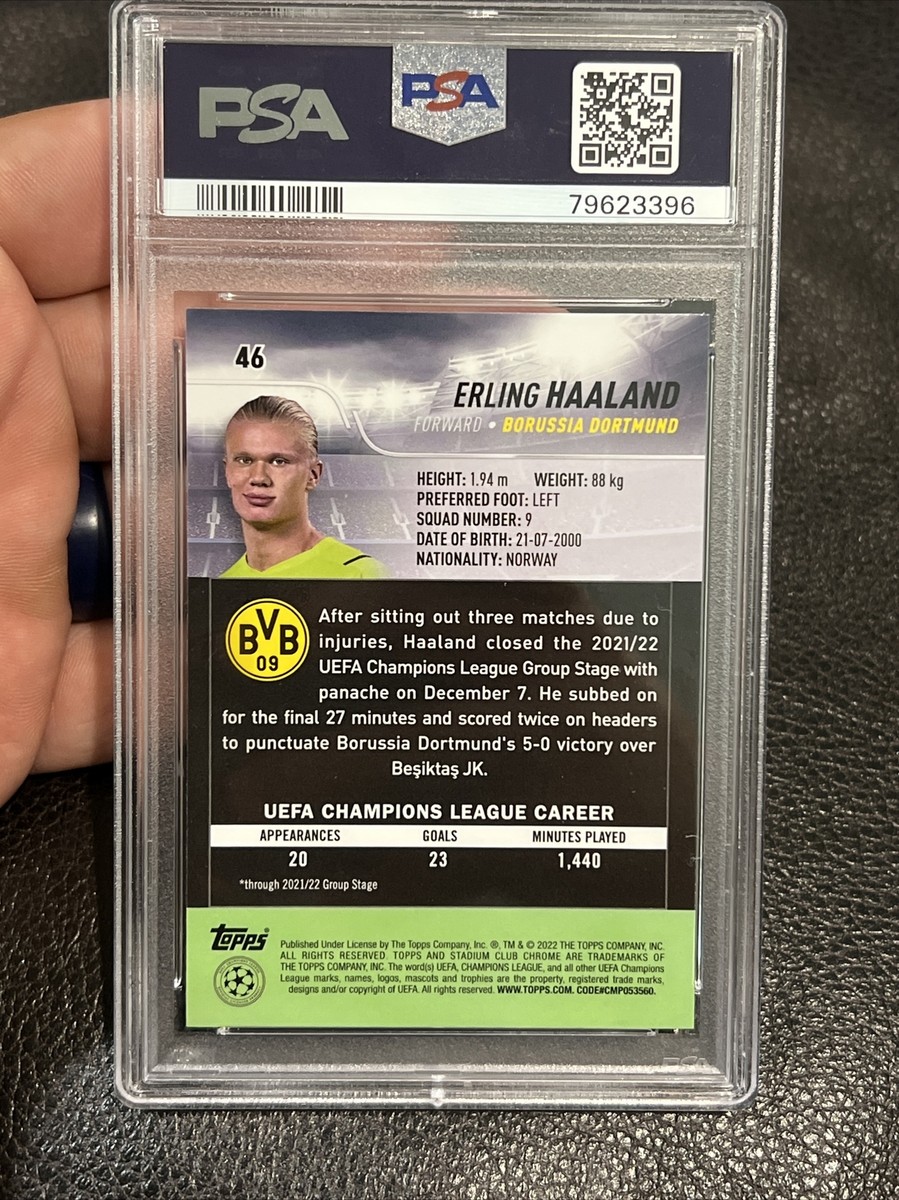 PSA
PSA
79623396
46
ERLING HAALAND
FORWARD • BORUSSIA DORTMUND
HEIGHT: 1.94 m WEIGHT: 88 kg
PREFERRED FOOT: LEFT
SQUAD NUMBER: 9
DATE OF BIRTH: 21-07-2000
NATIONALITY: NORWAY
BVB
09
After sitting out three matches due to
injuries, Haaland closed the 2021/22
UEFA Champions League Group Stage with
panache on December 7. He subbed on
for the final 27 minutes and scored twice on headers
to punctuate Borussia Dortmund's 5-0 victory over
Beşiktaş JK.
UEFA CHAMPIONS LEAGUE CAREER
APPEARANCES GOALS MINUTES PLAYED
20 23 1,440
*through 2021/22 Group Stage
Topps®
Published Under License by The Topps Company, Inc. ®, TM & © 2022 THE TOPPS COMPANY, INC.
ALL RIGHTS RESERVED. TOPPS AND STADIUM CLUB CHROME ARE TRADEMARKS OF
THE TOPPS COMPANY, INC. The word(s) UEFA, CHAMPIONS LEAGUE, and all other UEFA Champions
League marks, names, logos, mascots and trophies are the property, registered trade marks,
designs and/or copyright of UEFA. All rights reserved. WWW.TOPPS.COM. CODE#CMP053560.
PSA